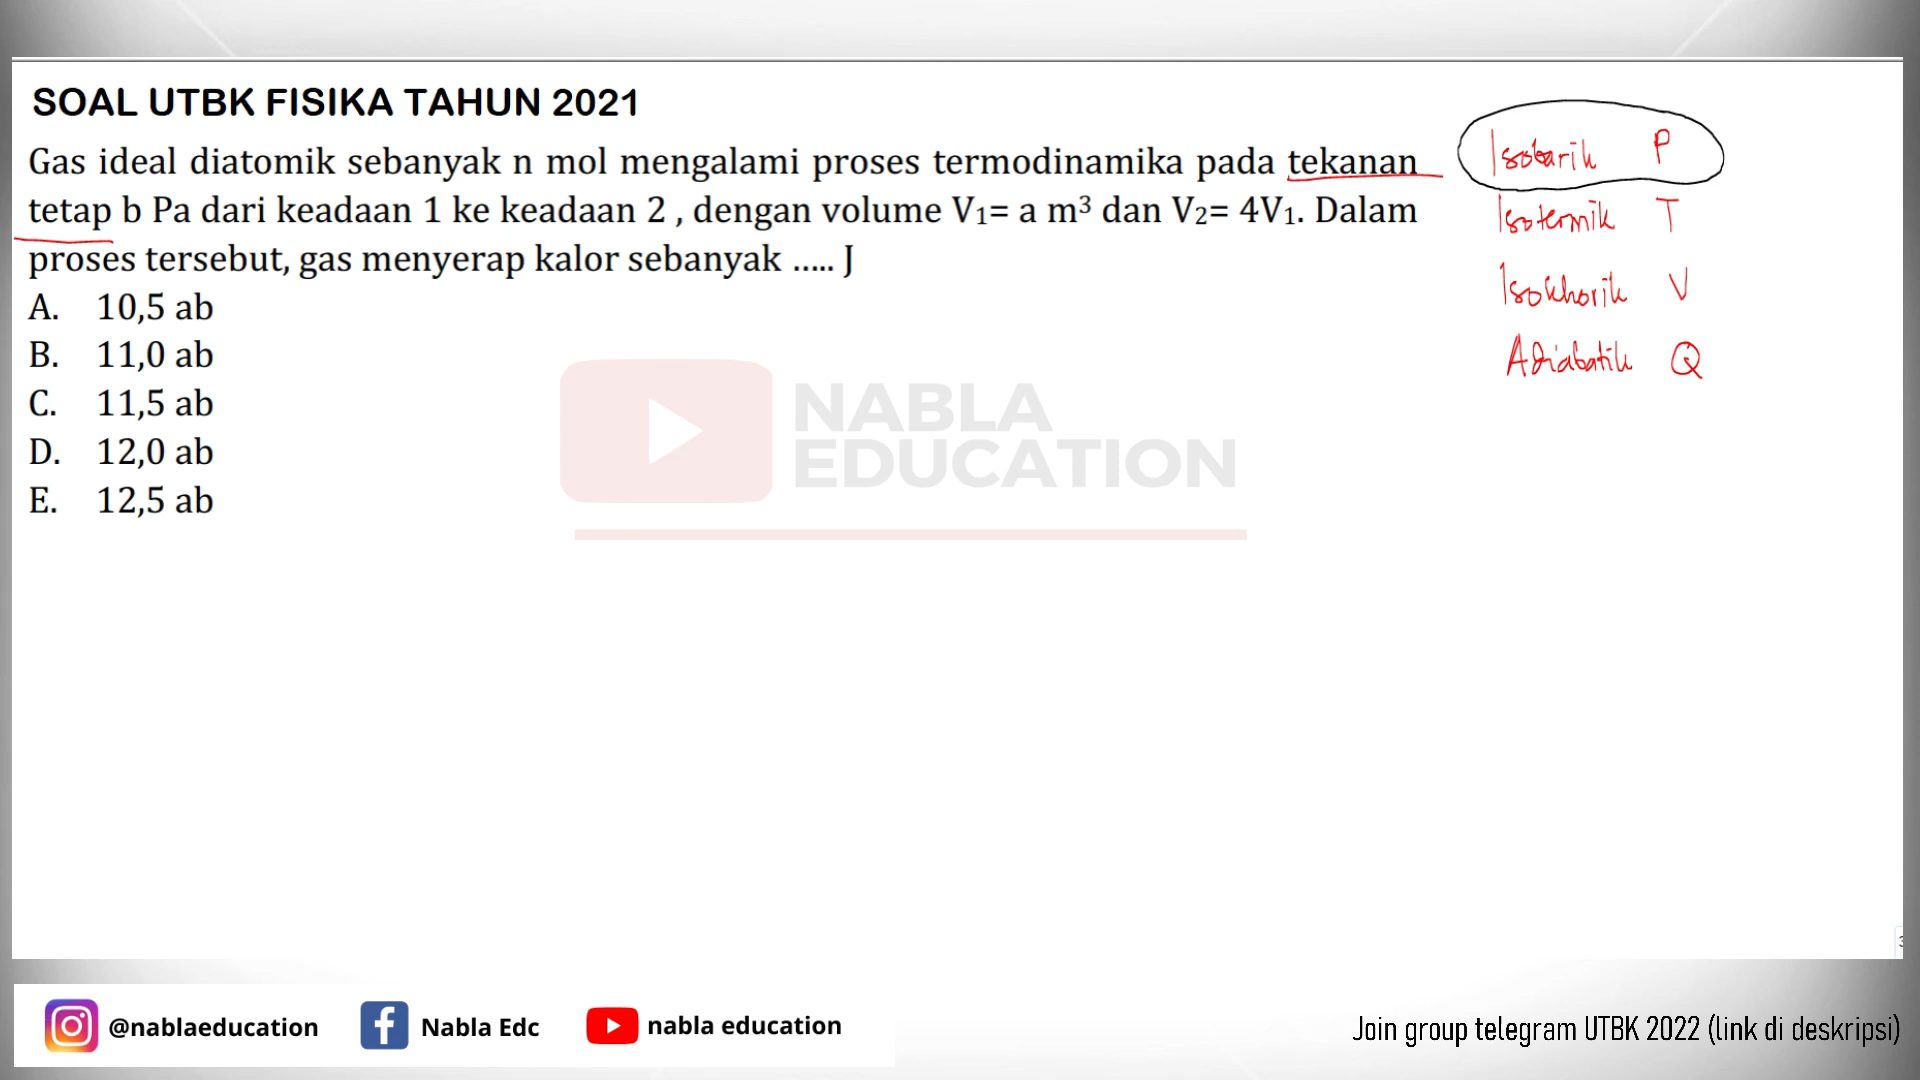 SOAL UTBK FISIKA TAHUN 2021
Gas ideal diatomik sebanyak n mol mengalami proses termodinamika pada tekanan
tetap b Pa dari keadaan 1 ke keadaan 2 , dengan volume V₁= a m³ dan V₂= 4V₁. Dalam
proses tersebut, gas menyerap kalor sebanyak ..... J
A. 10,5 ab
B. 11,0 ab
C. 11,5 ab
D. 12,0 ab
E. 12,5 ab
Isobarik P
Isotermik T
Isokhorik V
Adiabatik Q
NABLA
EDUCATION
@nablaeducation
Nabla Edc
nabla education
Join group telegram UTBK 2022 (link di deskripsi)